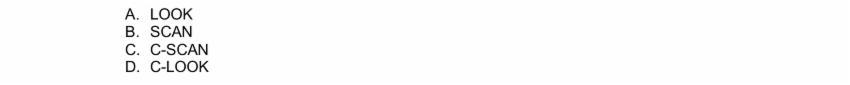 A. LOOK
B. SCAN
C. C-SCAN
D. C-LOOK